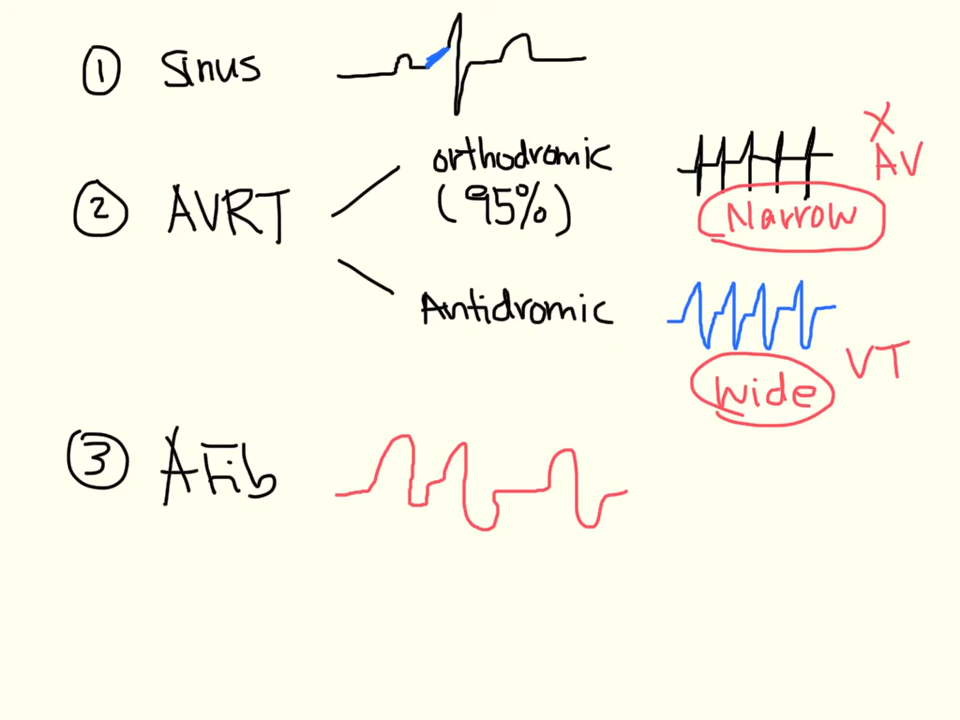 ① Sinus
② AVRT
orthodromic
(95%)
X
AV
Narrow
Antidromic
VT
Wide
③ AFib